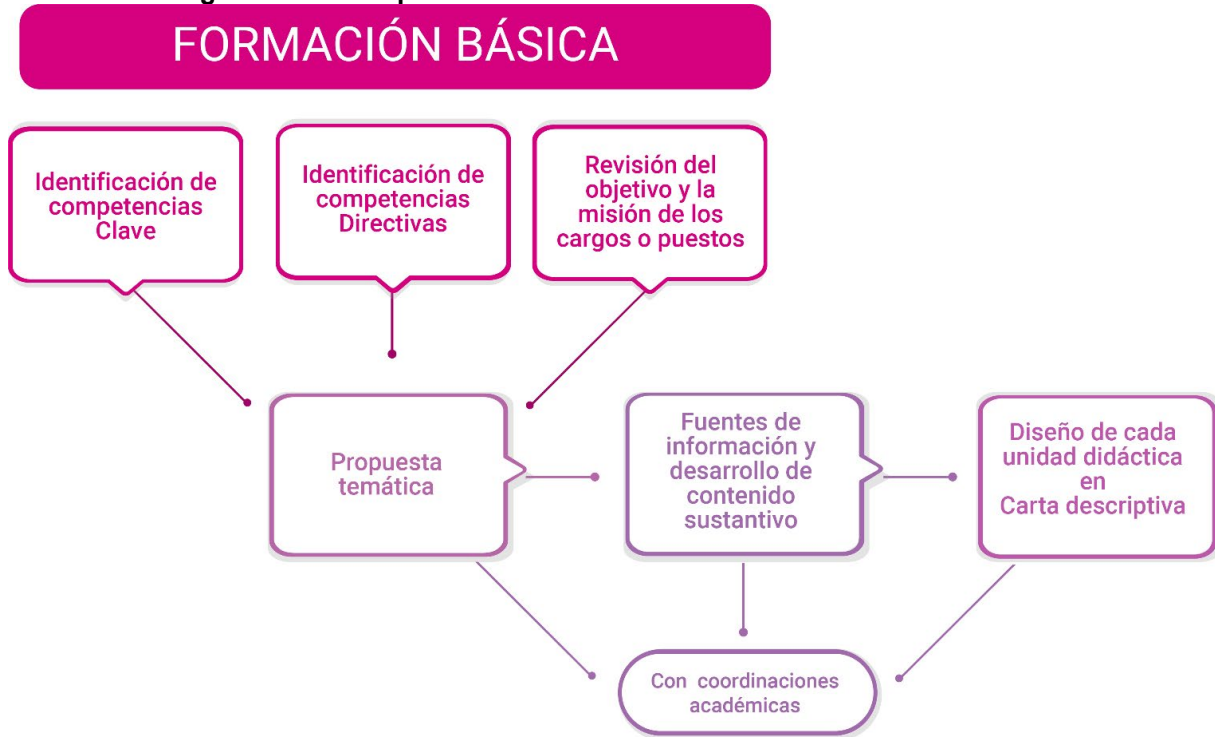 FORMACIÓN BÁSICA
Identificación de
competencias
Clave
Identificación de
competencias
Directivas
Revisión del
objetivo y la
misión de los
cargos o puestos
Propuesta
temática
Fuentes de
información y
desarrollo de
contenido
sustantivo
Diseño de cada
unidad didáctica
en
Carta descriptiva
Con coordinaciones
académicas